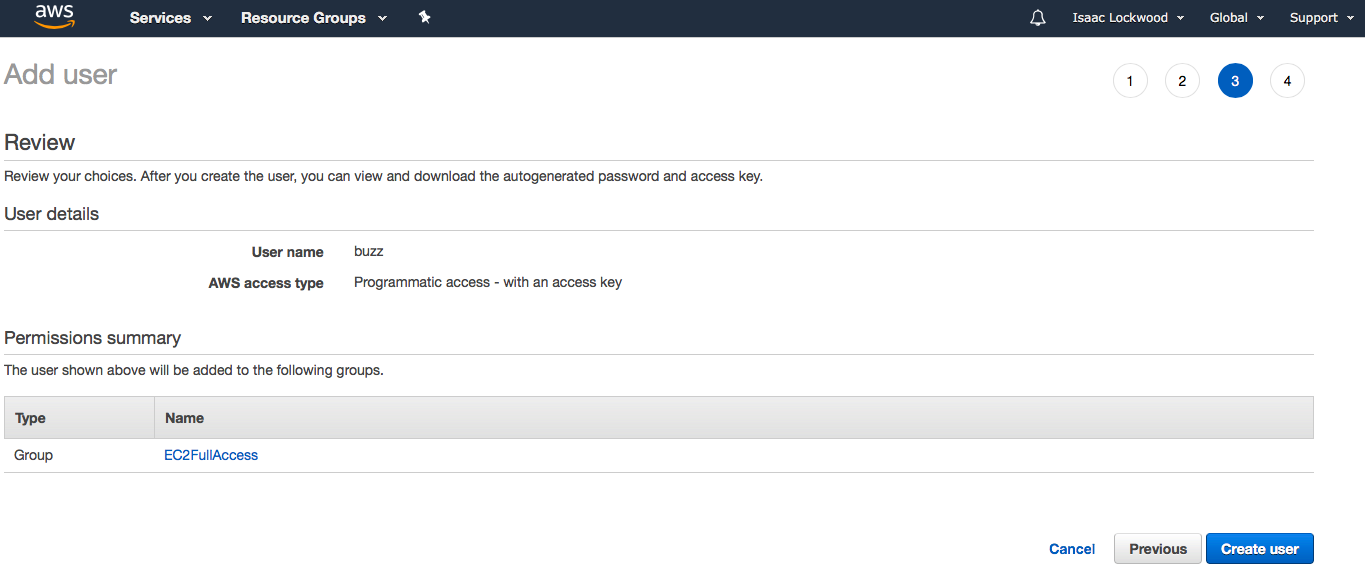 aws Services Resource Groups Isaac Lockwood Global Support
Add user 1 2 3 4
Review
Review your choices. After you create the user, you can view and download the autogenerated password and access key.
User details
User name buzz
AWS access type Programmatic access - with an access key
Permissions summary
The user shown above will be added to the following groups.
Type Name
Group EC2FullAccess
Cancel Previous Create user